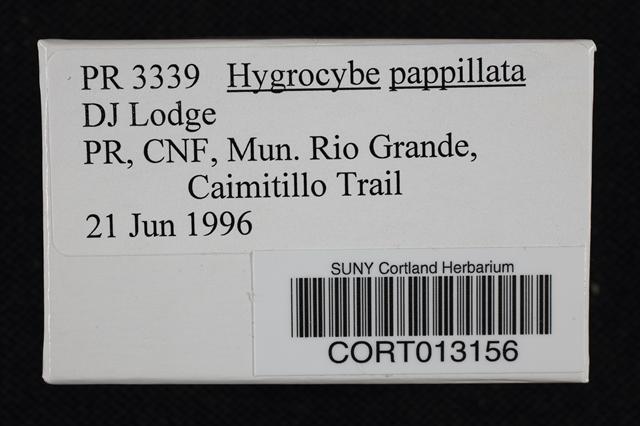 PR 3339 Hygrocybe pappillata
DJ Lodge
PR, CNF, Mun. Rio Grande,
Caimitillo Trail
21 Jun 1996
SUNY Cortland Herbarium
CORT013156